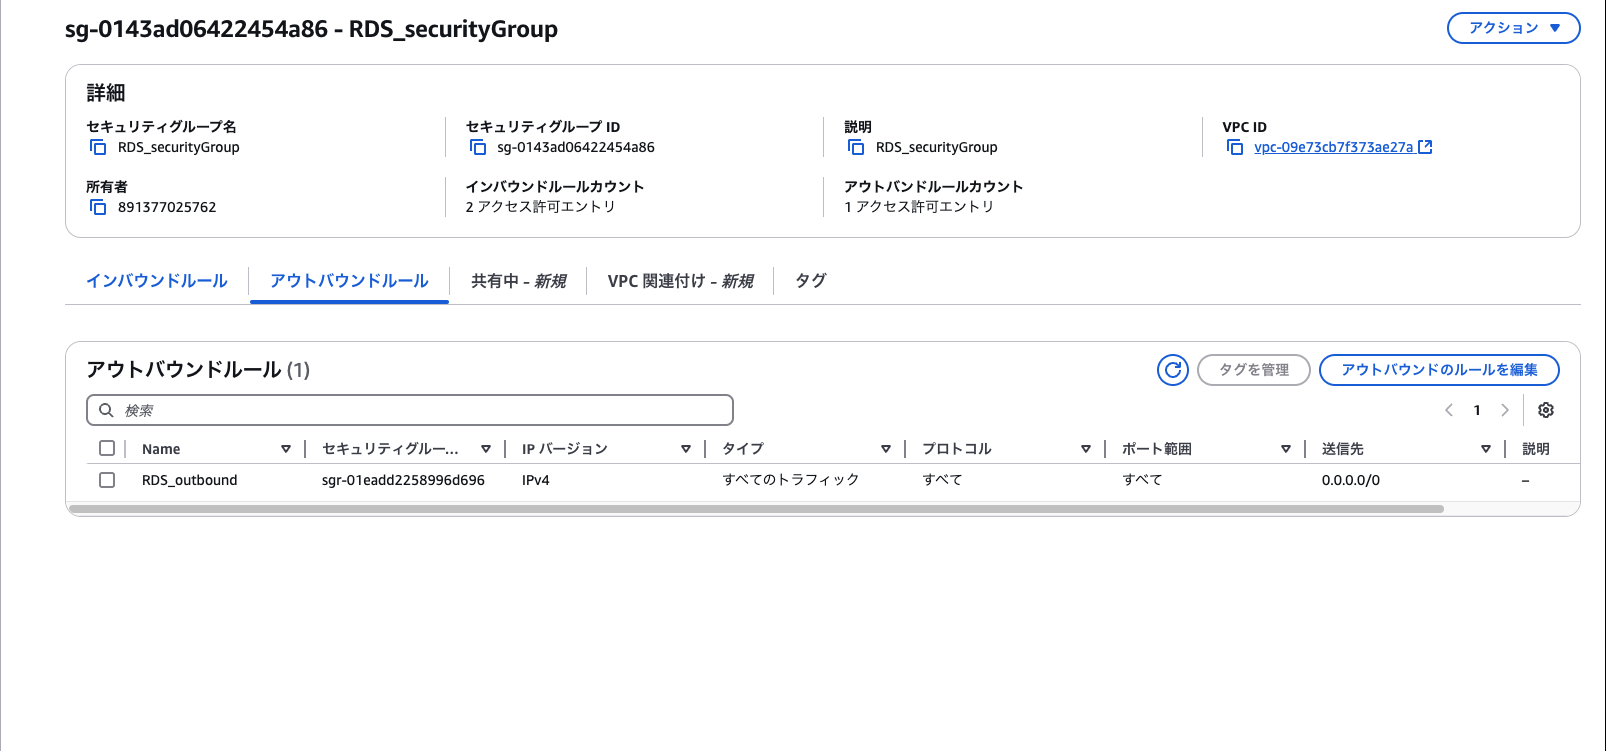 sg-0143ad06422454a86 - RDS_securityGroup
アクション
詳細
セキュリティグループ名
RDS_securityGroup
セキュリティグループ ID
sg-0143ad06422454a86
説明
RDS_securityGroup
VPC ID
vpc-09e73cb7f373ae27a
所有者
891377025762
インバウンドルールカウント
2 アクセス許可エントリ
アウトバンドルールカウント
1 アクセス許可エントリ
インバウンドルール
アウトバウンドルール
共有中 - 新規
VPC 関連付け - 新規
タグ
アウトバウンドルール (1)
タグを管理
アウトバウンドのルールを編集
検索
1
Name
セキュリティグルー...
IP バージョン
タイプ
プロトコル
ポート範囲
送信先
説明
RDS_outbound
sgr-01eadd2258996d696
IPv4
すべてのトラフィック
すべて
すべて
0.0.0.0/0
–